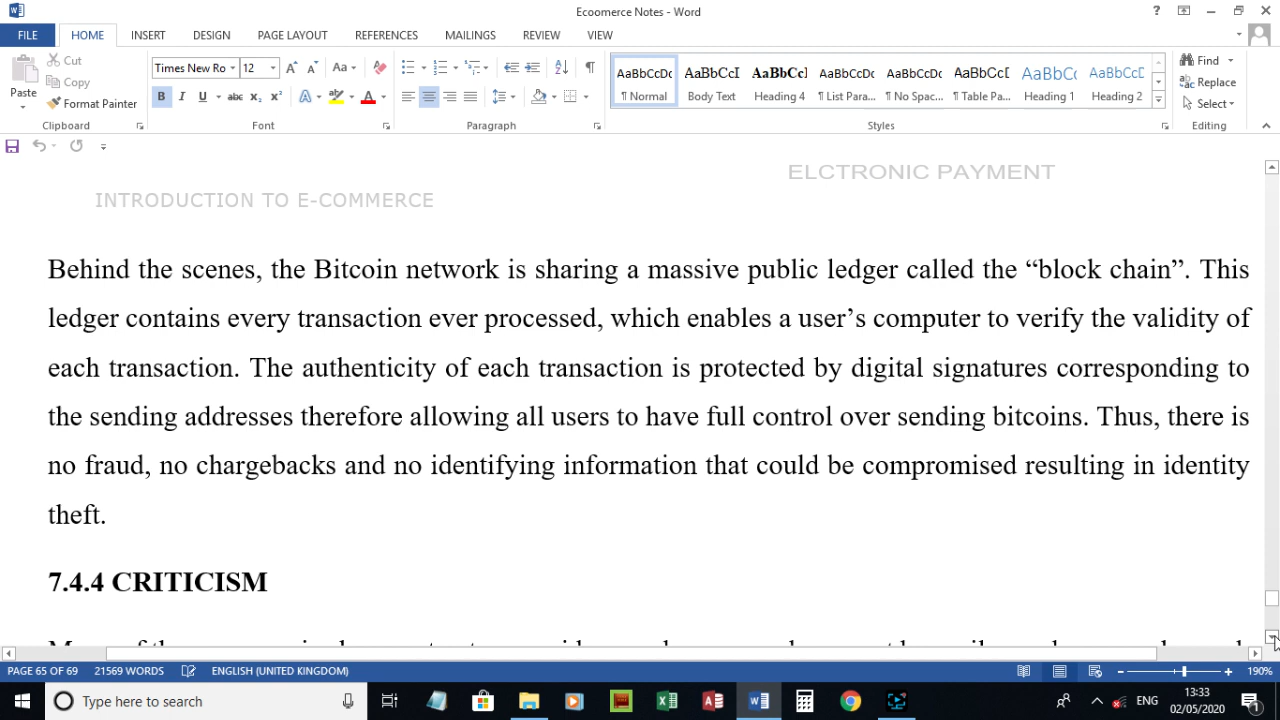 Ecoomerce Notes - Word
FILE HOME INSERT DESIGN PAGE LAYOUT REFERENCES MAILINGS REVIEW VIEW
Paste
Cut
Copy
Format Painter
Clipboard
Times New Ro 12
Font
Paragraph
AaBbCcDc AaBbCcI AaBbCcI AaBbCcDc AaBbCcDc AaBbCcD AaBbC AaBbCcD
¶ Normal Body Text Heading 4 ¶ List Para... ¶ No Spac... ¶ Table Pa... Heading 1 Heading 2
Styles
Find
Replace
Select
Editing
ELCTRONIC PAYMENT
INTRODUCTION TO E-COMMERCE
Behind the scenes, the Bitcoin network is sharing a massive public ledger called the “block chain”. This
ledger contains every transaction ever processed, which enables a user’s computer to verify the validity of
each transaction. The authenticity of each transaction is protected by digital signatures corresponding to
the sending addresses therefore allowing all users to have full control over sending bitcoins. Thus, there is
no fraud, no chargebacks and no identifying information that could be compromised resulting in identity
theft.
7.4.4 CRITICISM
PAGE 65 OF 69 21569 WORDS ENGLISH (UNITED KINGDOM) 190%
Type here to search
ENG
13:33
02/05/2020